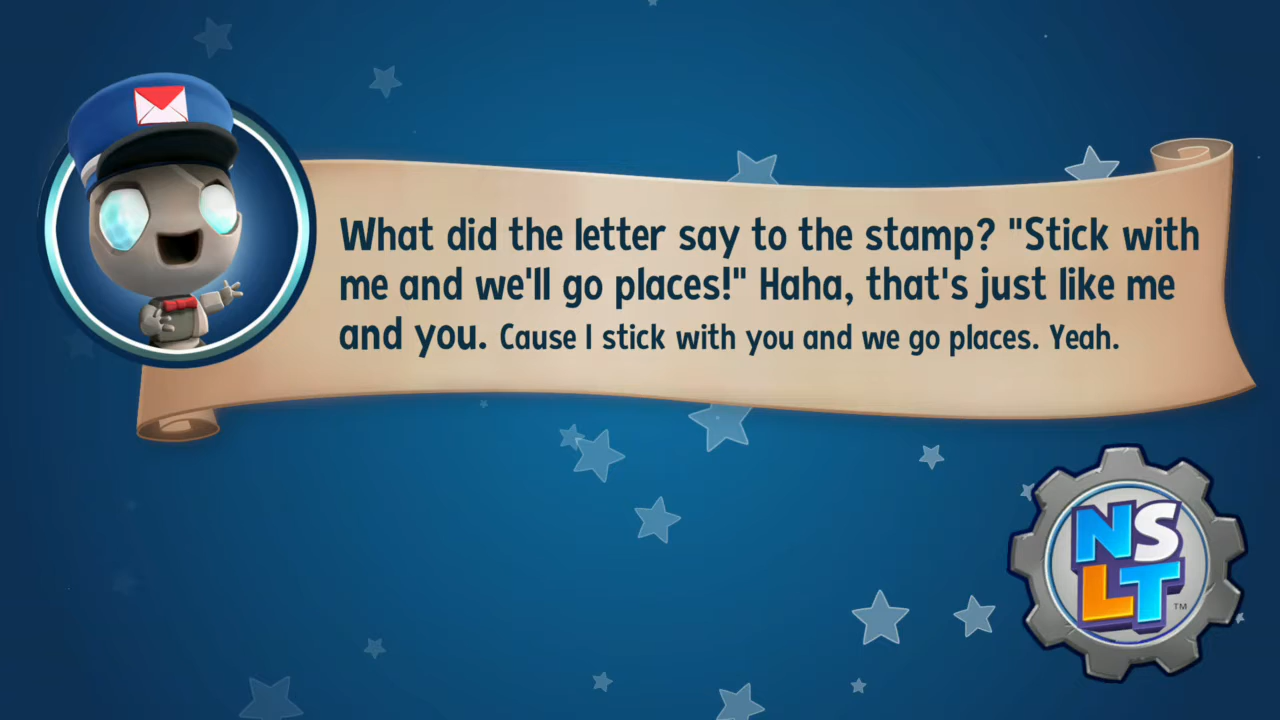 What did the letter say to the stamp? "Stick with
me and we'll go places!" Haha, that's just like me
and you. Cause I stick with you and we go places. Yeah.
NS
LT
TM